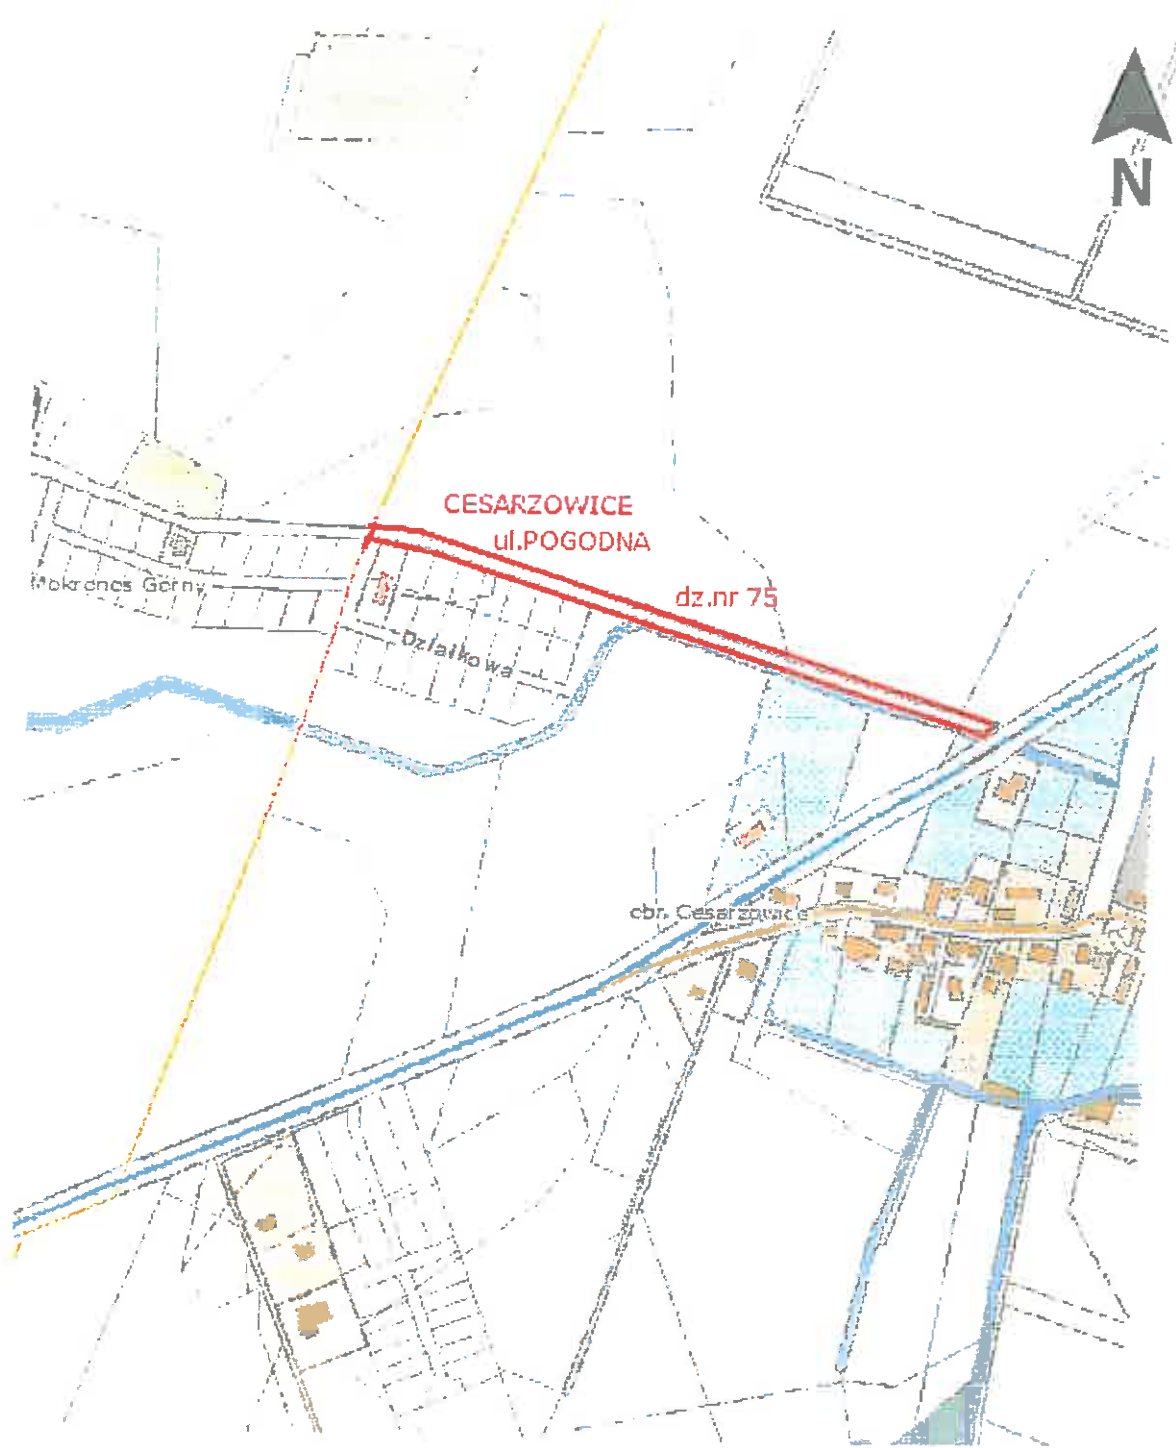 N
CESARZOWICE
ul.POGODNA
dz.nr 75
Mokronos Górny
Działkowa
obr. Cesarzowice